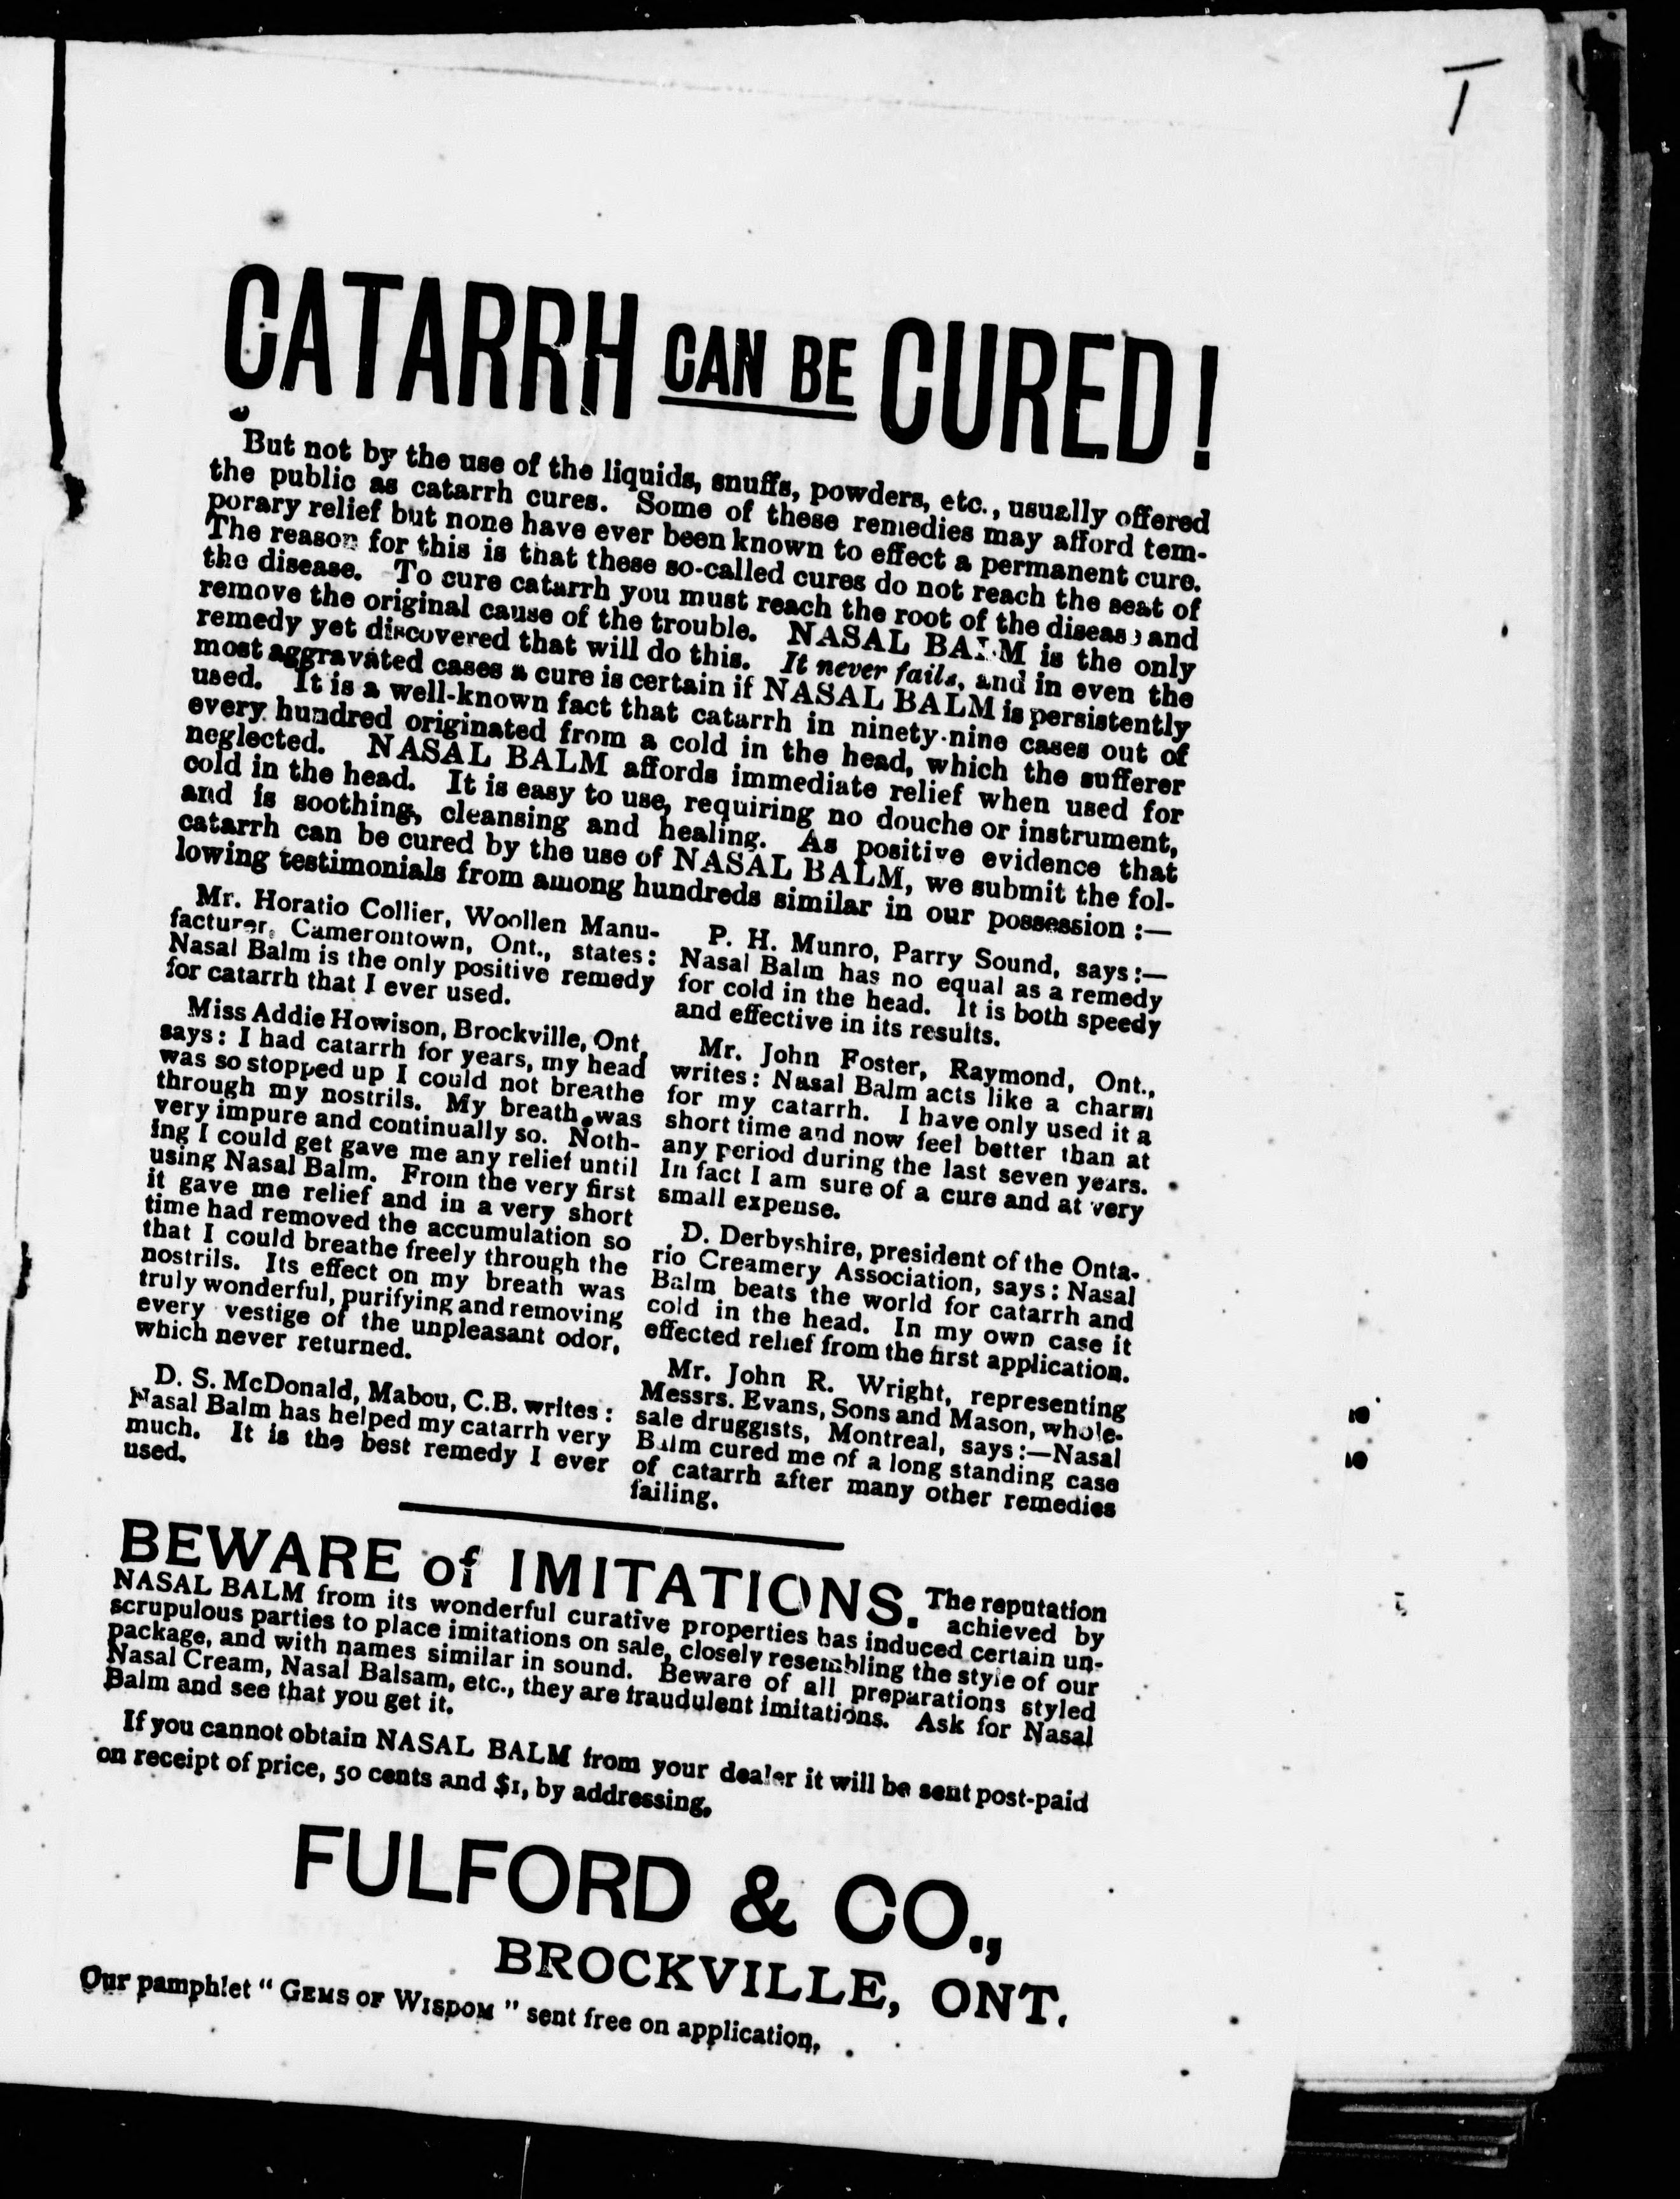 CATARRH CAN BE CURED!
But not by the use of the liquids, snuffs, powders, etc., usually offered
the public as catarrh cures. Some of these remedies may afford tem-
porary relief but none have ever been known to effect a permanent cure.
The reason for this is that these so-called cures do not reach the seat of
the disease. To cure catarrh you must reach the root of the disease and
remove the original cause of the trouble. NASAL BALM is the only
remedy yet discovered that will do this. It never fails, and in even the
most aggravated cases a cure is certain if NASAL BALM is persistently
used. It is a well-known fact that catarrh in ninety-nine cases out of
every hundred originated from a cold in the head, which the sufferer
neglected. NASAL BALM affords immediate relief when used for
cold in the head. It is easy to use, requiring no douche or instrument,
and is soothing, cleansing and healing. As positive evidence that
catarrh can be cured by the use of NASAL BALM, we submit the fol-
lowing testimonials from among hundreds similar in our possession :—
Mr. Horatio Collier, Woollen Manu-
facturer, Camerontown, Ont., states:
Nasal Balm is the only positive remedy
for catarrh that I ever used.
Miss Addie Howison, Brockville, Ont,
says: I had catarrh for years, my head
was so stopped up I could not breathe
through my nostrils. My breath was
very impure and continually so. Noth-
ing I could get gave me any relief until
using Nasal Balm. From the very first
it gave me relief and in a very short
time had removed the accumulation so
that I could breathe freely through the
nostrils. Its effect on my breath was
truly wonderful, purifying and removing
every vestige of the unpleasant odor,
which never returned.
D. S. McDonald, Mabou, C.B. writes:
Nasal Balm has helped my catarrh very
much. It is the best remedy I ever
used.
P. H. Munro, Parry Sound, says:—
Nasal Balm has no equal as a remedy
for cold in the head. It is both speedy
and effective in its results.
Mr. John Foster, Raymond, Ont.,
writes: Nasal Balm acts like a charm
for my catarrh. I have only used it a
short time and now feel better than at
any period during the last seven years.
In fact I am sure of a cure and at very
small expense.
D. Derbyshire, president of the Onta-
rio Creamery Association, says: Nasal
Balm beats the world for catarrh and
cold in the head. In my own case it
effected relief from the first application.
Mr. John R. Wright, representing
Messrs. Evans, Sons and Mason, whole-
sale druggists, Montreal, says:—Nasal
Balm cured me of a long standing case
of catarrh after many other remedies
failing.
BEWARE of IMITATIONS. The reputation
achieved by
NASAL BALM from its wonderful curative properties has induced certain un-
scrupulous parties to place imitations on sale, closely resembling the style of our
package, and with names similar in sound. Beware of all preparations styled
Nasal Cream, Nasal Balsam, etc., they are fraudulent imitations. Ask for Nasal
Balm and see that you get it.
If you cannot obtain NASAL BALM from your dealer it will be sent post-paid
on receipt of price, 50 cents and $1, by addressing,
FULFORD & CO.,
BROCKVILLE, ONT.
Our pamphlet "GEMS OF WISDOM" sent free on application,